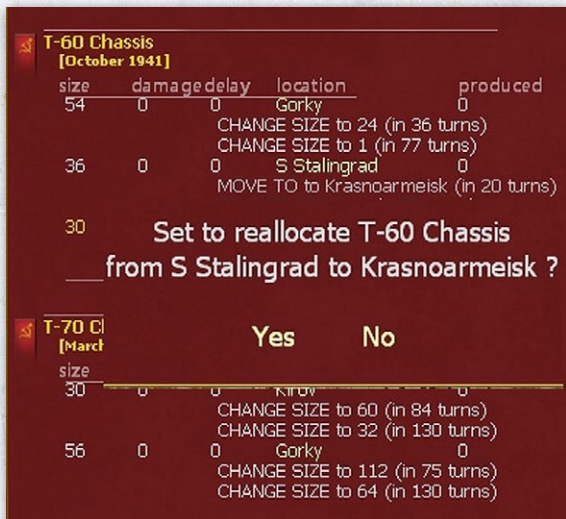 T-60 Chassis
[October 1941]
size damage delay location produced
54 0 0 Gorky 0
CHANGE SIZE to 24 (in 36 turns)
CHANGE SIZE to 1 (in 77 turns)
36 0 0 S Stalingrad 0
MOVE TO to Krasnoarmeisk (in 20 turns)
30
Set to reallocate T-60 Chassis
from S Stalingrad to Krasnoarmeisk ?
Yes No
T-70
[March
size
30 0 0 Kirov 0
CHANGE SIZE to 60 (in 84 turns)
CHANGE SIZE to 32 (in 130 turns)
56 0 0 Gorky 0
CHANGE SIZE to 112 (in 75 turns)
CHANGE SIZE to 64 (in 130 turns)